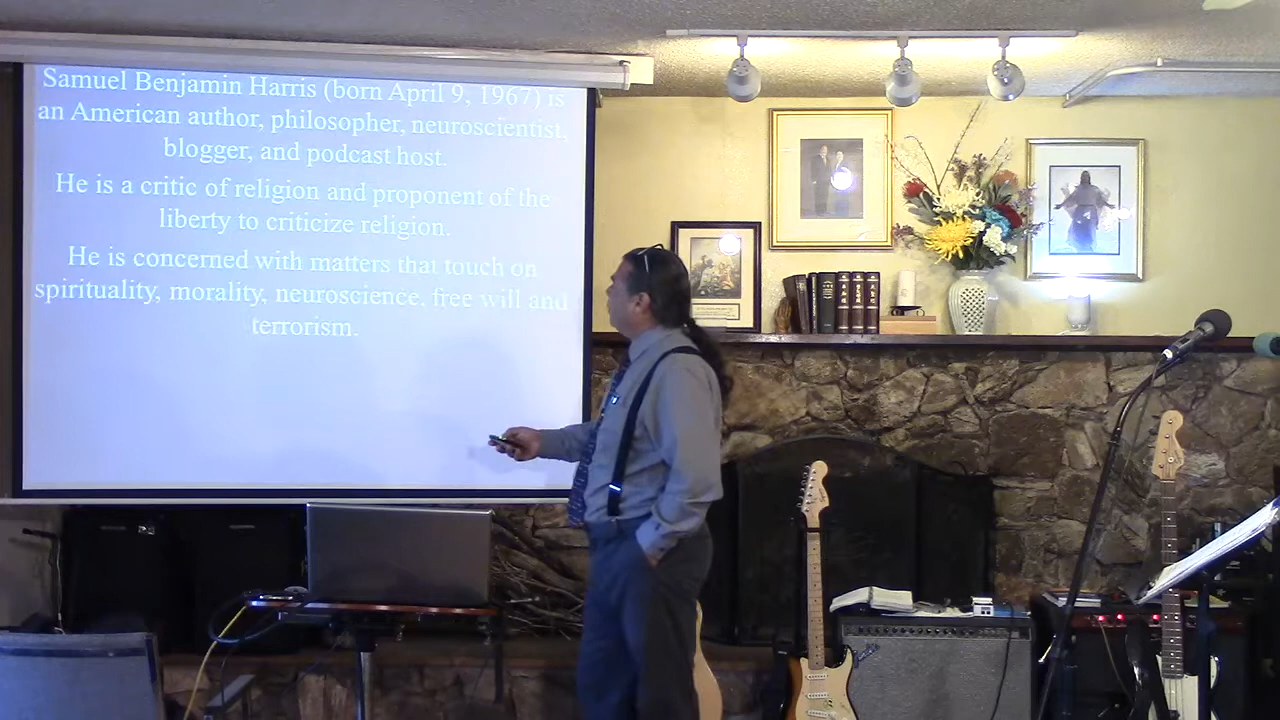 Samuel Benjamin Harris (born April 9, 1967) is
an American author, philosopher, neuroscientist,
blogger, and podcast host.
He is a critic of religion and proponent of the
liberty to criticize religion.
He is concerned with matters that touch on
spirituality, morality, neuroscience, free will and
terrorism.